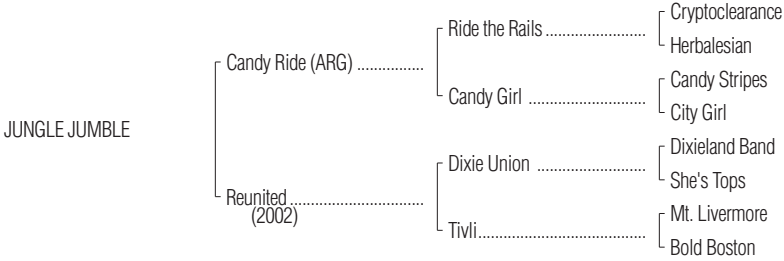 JUNGLE JUMBLE
Candy Ride (ARG) ................
Reunited ................................
(2002)
Ride the Rails ........................
Candy Girl ............................
Dixie Union ..........................
Tivli........................................
Cryptoclearance
Herbalesian
Candy Stripes
City Girl
Dixieland Band
She's Tops
Mt. Livermore
Bold Boston